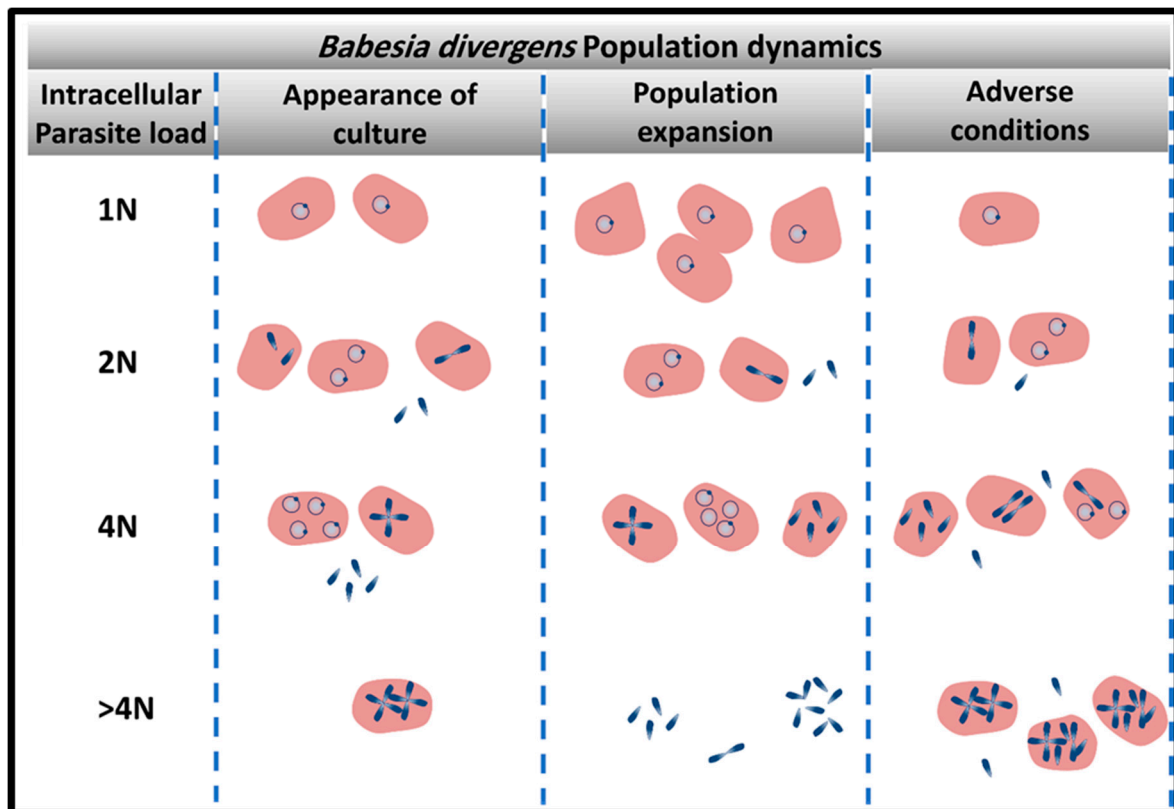 Babesia divergens Population dynamics
Intracellular
Parasite load
Appearance of
culture
Population
expansion
Adverse
conditions
1N
2N
4N
>4N